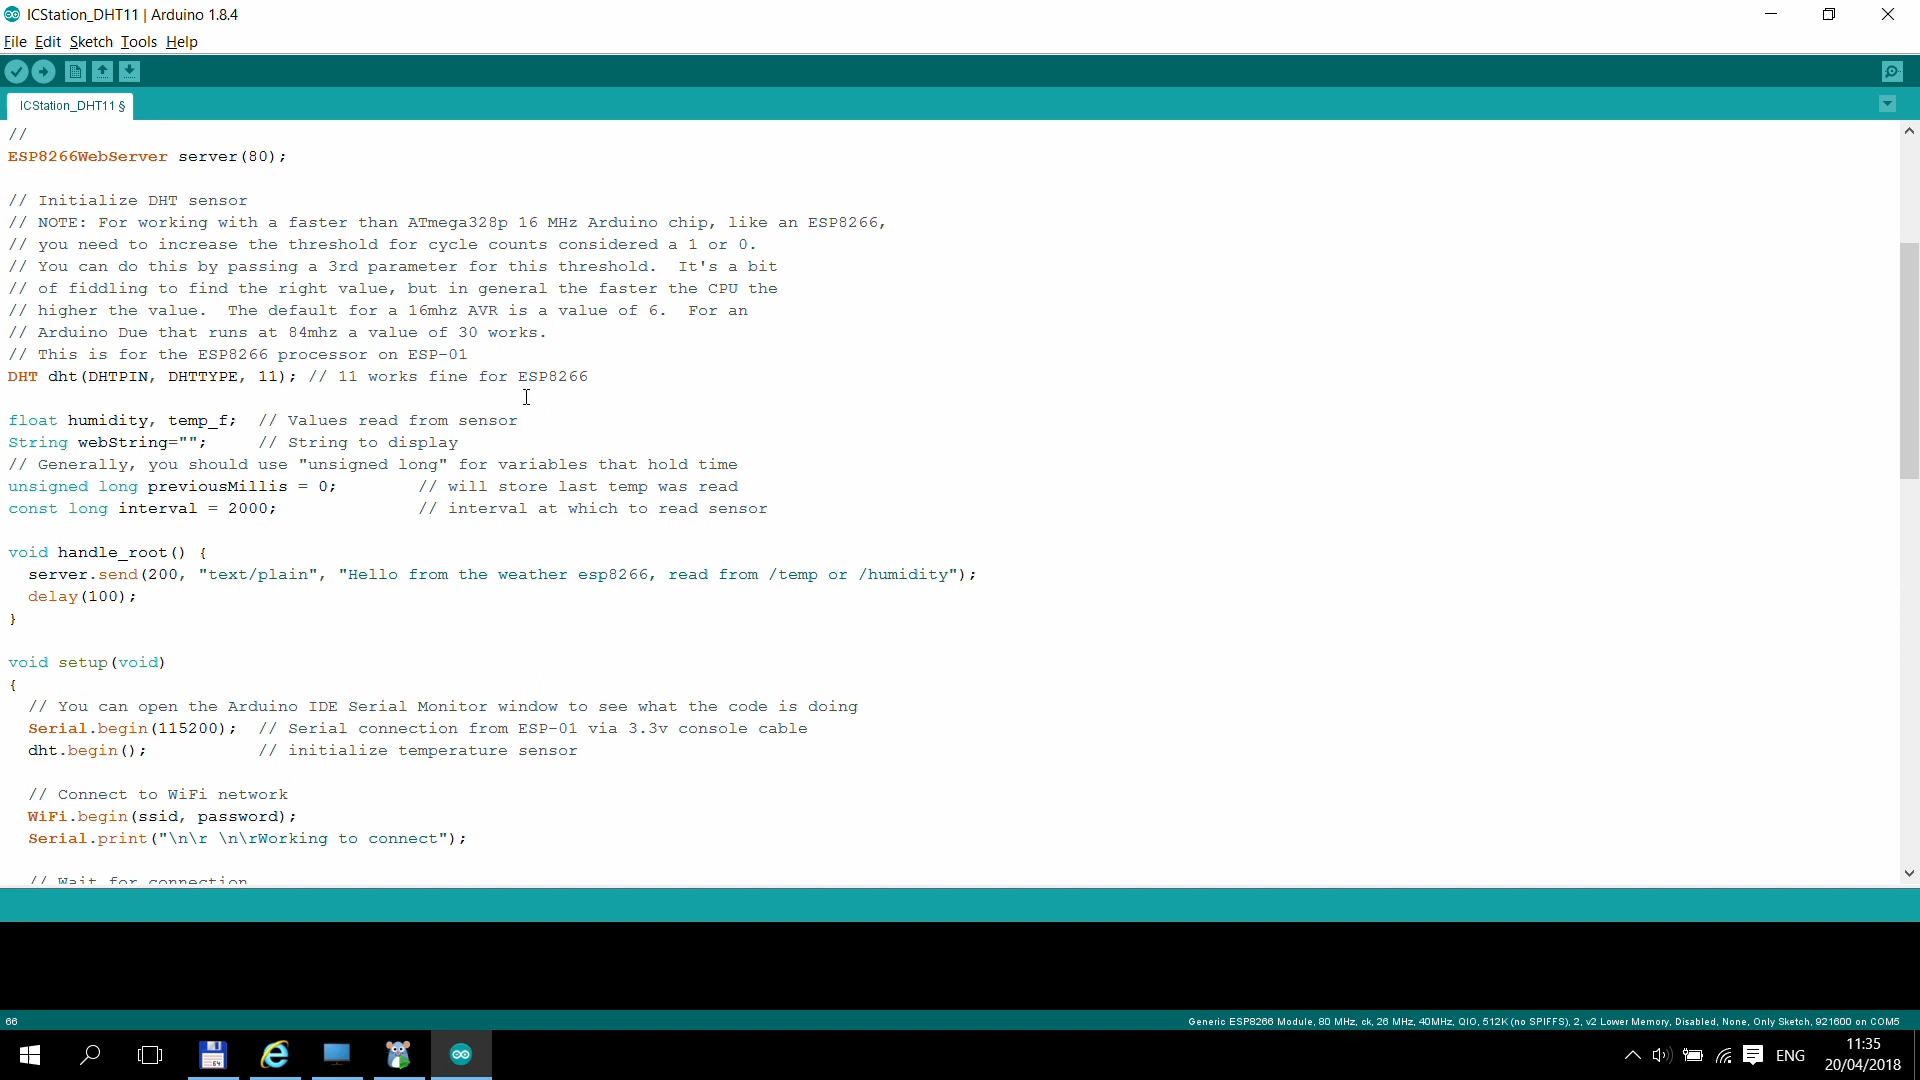 ICStation_DHT11 | Arduino 1.8.4
File Edit Sketch Tools Help
ICStation_DHT11 §
//
ESP8266WebServer server(80);
// Initialize DHT sensor
// NOTE: For working with a faster than ATmega328p 16 MHz Arduino chip, like an ESP8266,
// you need to increase the threshold for cycle counts considered a 1 or 0.
// You can do this by passing a 3rd parameter for this threshold.  It's a bit
// of fiddling to find the right value, but in general the faster the CPU the
// higher the value.  The default for a 16mhz AVR is a value of 6.  For an
// Arduino Due that runs at 84mhz a value of 30 works.
// This is for the ESP8266 processor on ESP-01
DHT dht(DHTPIN, DHTTYPE, 11); // 11 works fine for ESP8266
float humidity, temp_f;  // Values read from sensor
String webString="";     // String to display
// Generally, you should use "unsigned long" for variables that hold time
unsigned long previousMillis = 0;        // will store last temp was read
const long interval = 2000;              // interval at which to read sensor
void handle_root() {
  server.send(200, "text/plain", "Hello from the weather esp8266, read from /temp or /humidity");
  delay(100);
}
void setup(void)
{
  // You can open the Arduino IDE Serial Monitor window to see what the code is doing
  Serial.begin(115200);  // Serial connection from ESP-01 via 3.3v console cable
  dht.begin();           // initialize temperature sensor
  // Connect to WiFi network
  WiFi.begin(ssid, password);
  Serial.print("\n\r \n\rWorking to connect");
  // Wait for connection
66
Generic ESP8266 Module, 80 MHz, ck, 26 MHz, 40MHz, QIO, 512K (no SPIFFS), 2, v2 Lower Memory, Disabled, None, Only Sketch, 921600 on COM5
64
ENG
11:35
20/04/2018